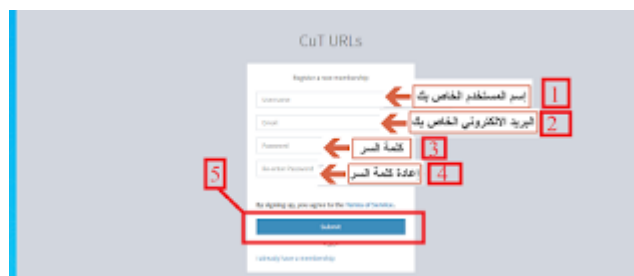 CuT URLs
Register a new membership
Username
إسم المستخدم الخاص بك
1
Email
البريد الالكتروني الخاص بك
2
Password
كلمة السر
3
Re-enter Password
اعادة كلمة السر
4
5
By signing up, you agree to the Terms of Service.
Submit
I already have a membership